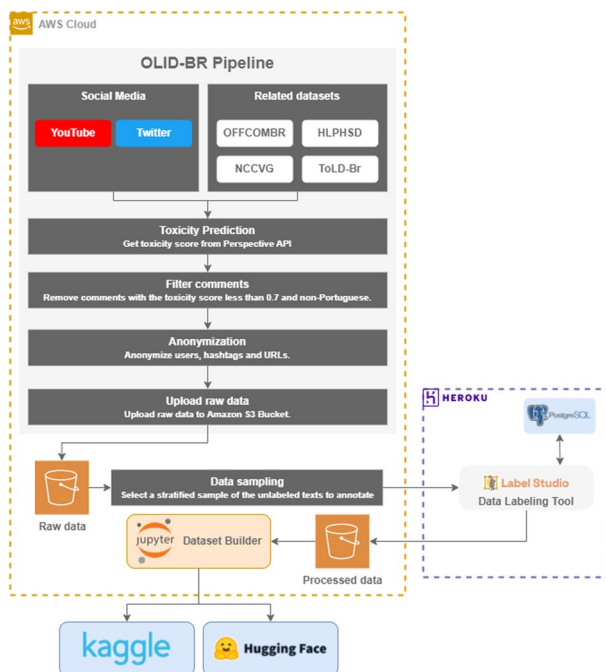 aws
AWS Cloud
OLID-BR Pipeline
Social Media
YouTube
Twitter
Related datasets
OFFCOMBR
HLPHSD
NCCVG
ToLD-Br
Toxicity Prediction
Get toxicity score from Perspective API
Filter comments
Remove comments with the toxicity score less than 0.7 and non-Portuguese.
Anonymization
Anonymize users, hashtags and URLs.
Upload raw data
Upload raw data to Amazon S3 Bucket.
HEROKU
PostgreSQL
Raw data
Data sampling
Select a stratified sample of the unlabeled texts to annotate
Label Studio
Data Labeling Tool
jupyter
Dataset Builder
Processed data
kaggle
Hugging Face